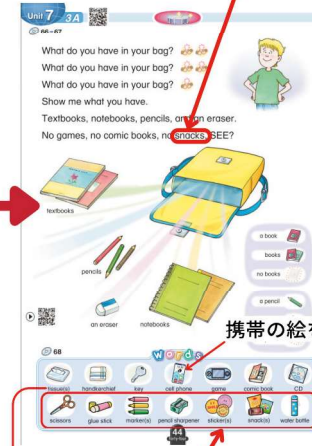 Unit 7 3A
66-67
What do you have in your bag?
What do you have in your bag?
What do you have in your bag?
Show me what you have.
Textbooks, notebooks, pencils, and an eraser.
No games, no comic books, no snacks, SEE?
textbooks
pencils
an eraser
notebooks
a book
books
no books
a pencil
携帯の絵を
68
Words
tissue(s)
handkerchief
key
cell phone
game
comic book
CD
scissors
glue stick
marker(s)
pencil sharpener
sticker(s)
snack(s)
water bottle
44
forty-four